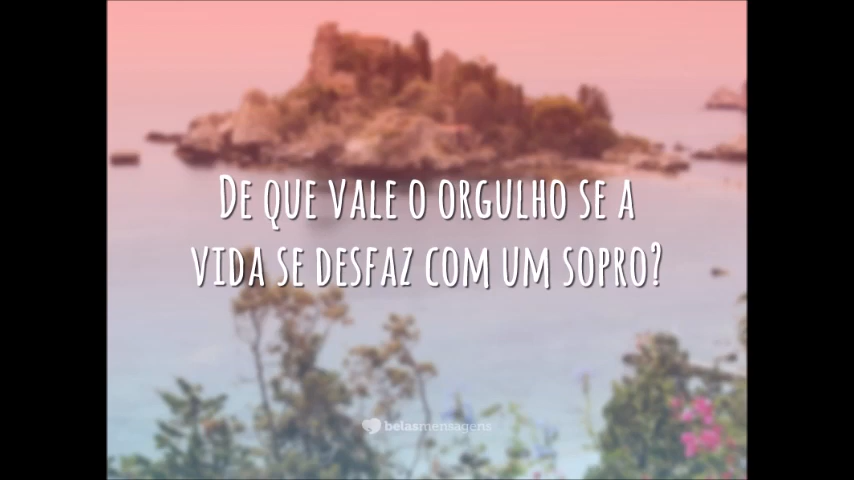 De que vale o orgulho se a
vida se desfaz com um sopro?
belasmensagens